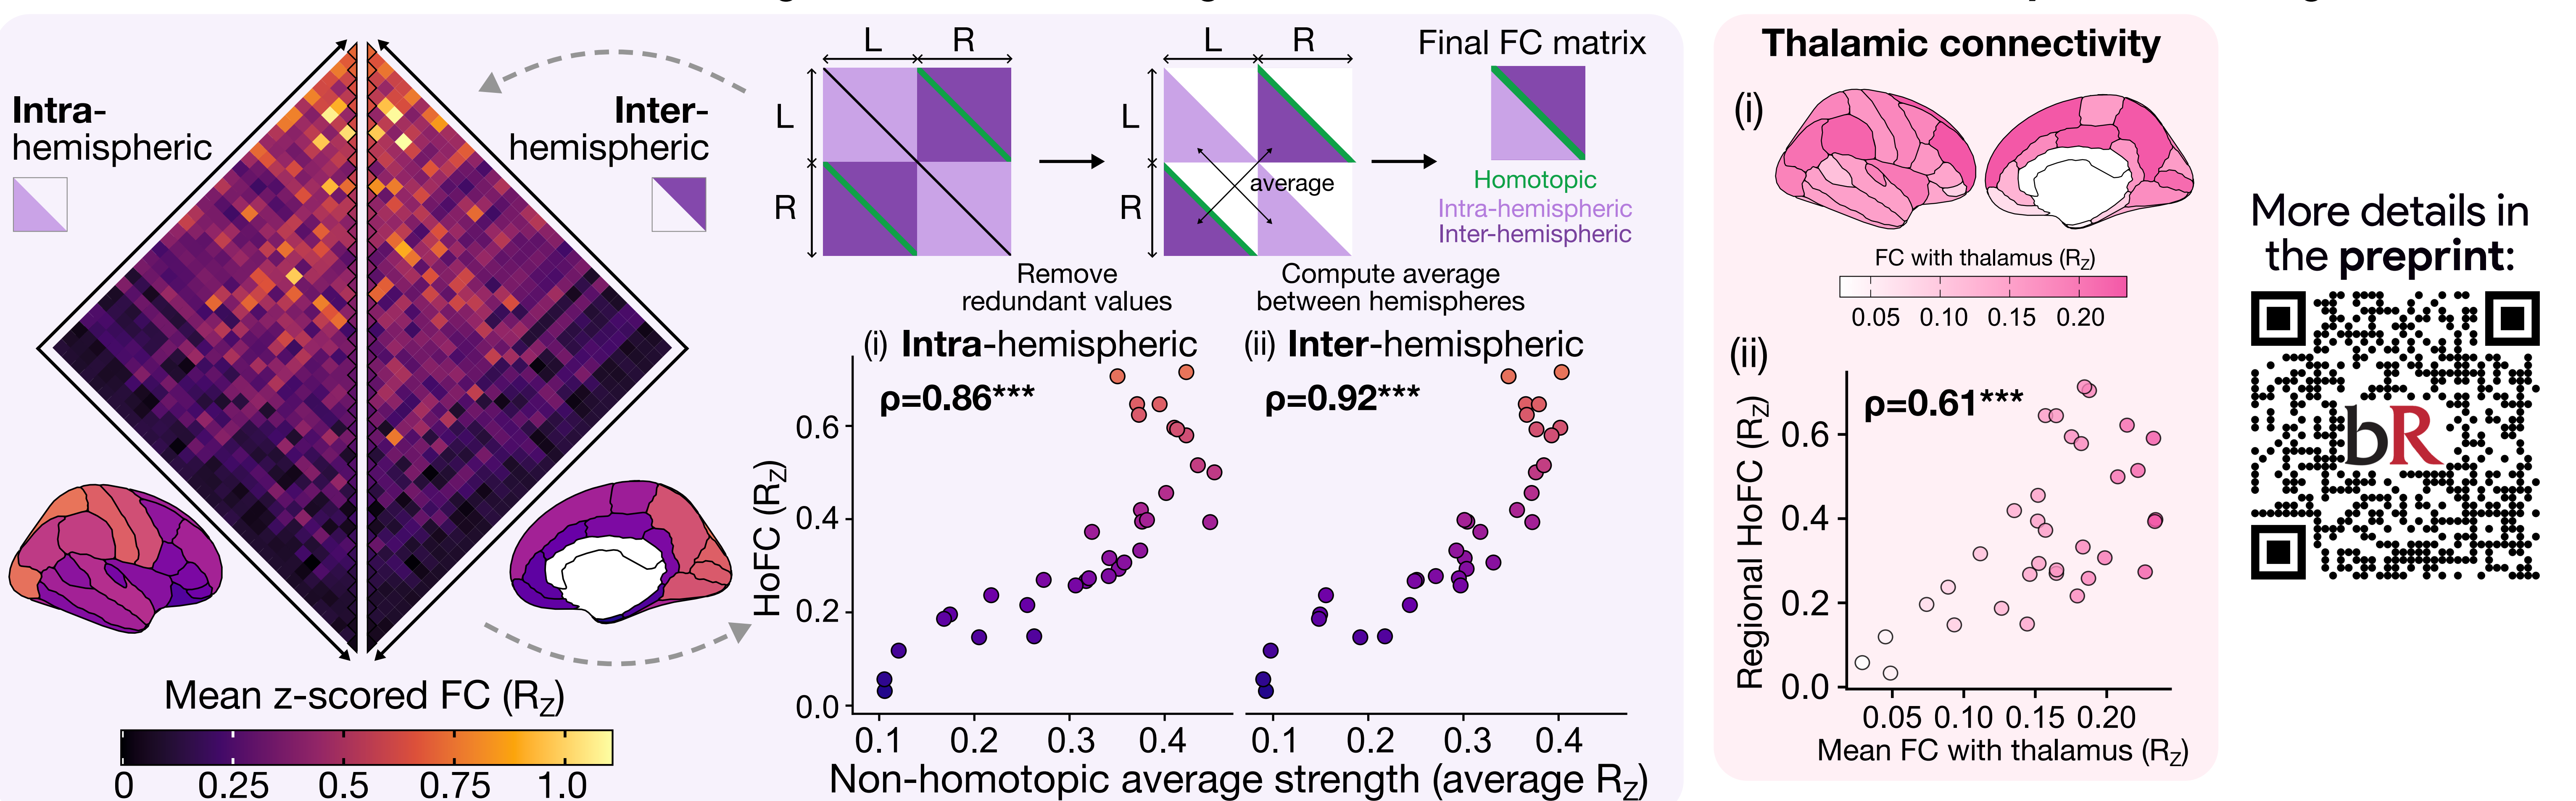 Intra-
hemispheric
Inter-
hemispheric
Mean z-scored FC (R_Z)
0 0.25 0.5 0.75 1.0
L R
L
R
Remove
redundant values
L R
L
R
average
Compute average
between hemispheres
Final FC matrix
Homotopic
Intra-hemispheric
Inter-hemispheric
(i) Intra-hemispheric
ρ=0.86***
(ii) Inter-hemispheric
ρ=0.92***
HoFC (R_Z)
0.6
0.4
0.2
0.0
0.1 0.2 0.3 0.4
0.1 0.2 0.3 0.4
Non-homotopic average strength (average R_Z)
Thalamic connectivity
(i)
FC with thalamus (R_Z)
0.05 0.10 0.15 0.20
(ii)
ρ=0.61***
Regional HoFC (R_Z)
0.6
0.4
0.2
0.0
0.05 0.10 0.15 0.20
Mean FC with thalamus (R_Z)
More details in
the preprint:
bR